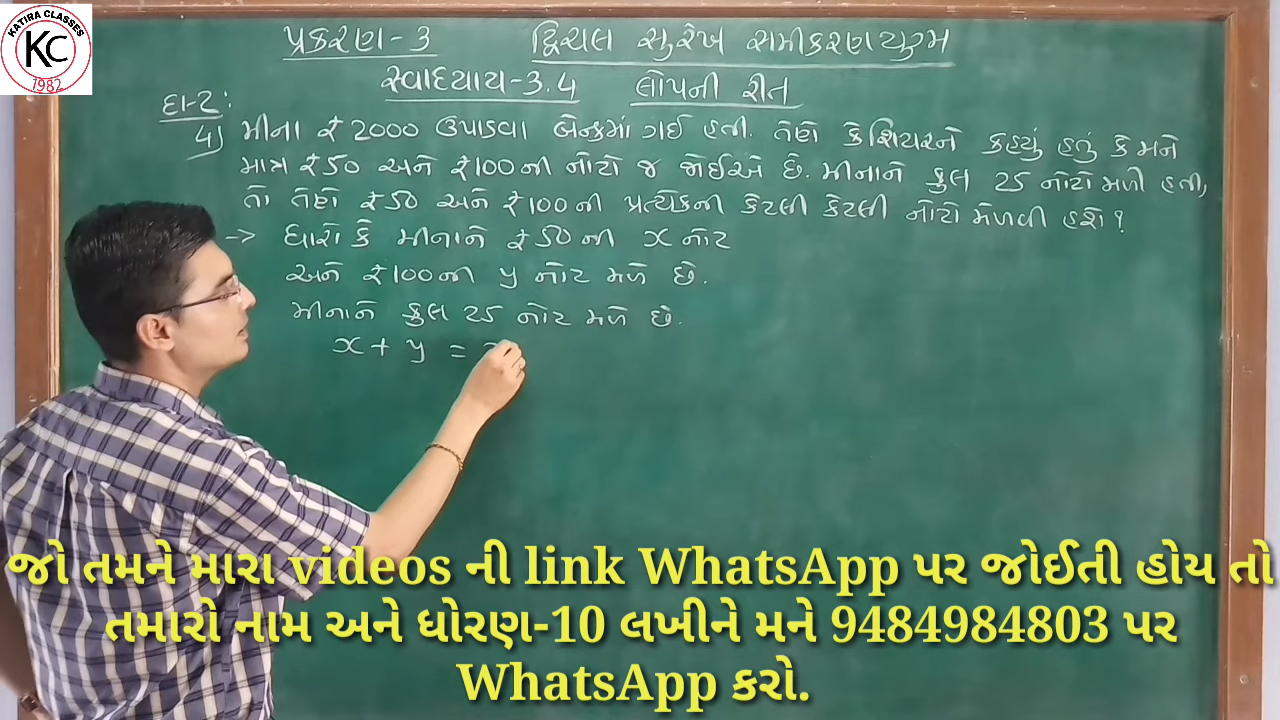 KATIRA CLASSES
KC
1982
પ્રકરણ-3 દ્વિચલ સુરેખ સમીકરણયુગ્મ
સ્વાધ્યાય-3.4 લોપની રીત
દા-2:
4) મીના ₹2000 ઉપાડવા બેન્કમાં ગઈ હતી. તેણે કેશિયરને કહ્યું હતું કે મને
માત્ર ₹50 અને ₹100ની નોટો જ જોઈએ છે. મીનાને કુલ 25 નોટો મળી હતી,
તો તેણે ₹50 અને ₹100ની પ્રત્યેકની કેટલી કેટલી નોટો મેળવી હશે?
→ ધારો કે મીનાને ₹50ની x નોટ
અને ₹100ની y નોટ મળે છે.
મીનાને કુલ 25 નોટ મળે છે.
x + y =
જો તમને મારા videos ની link WhatsApp પર જોઈતી હોય તો
તમારો નામ અને ધોરણ-10 લખીને મને 9484984803 પર
WhatsApp કરો.